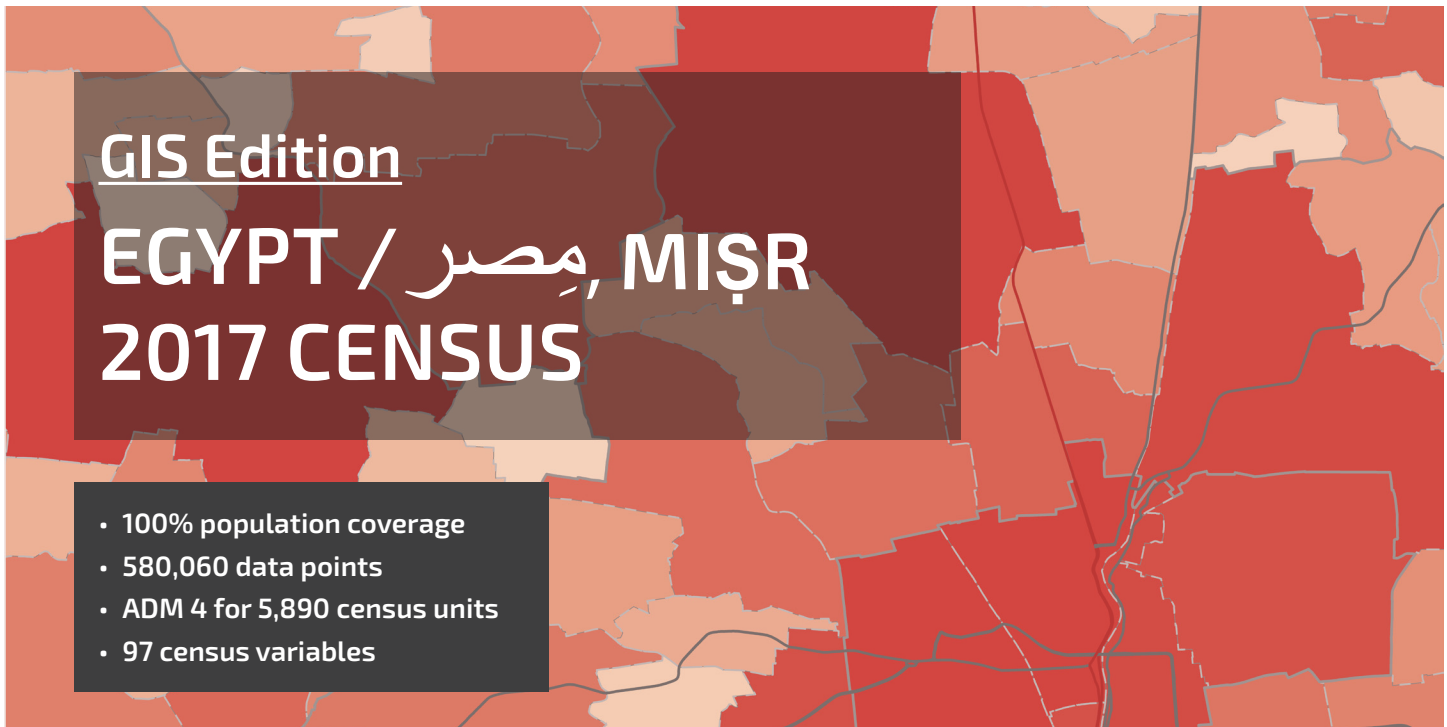 GIS Edition
EGYPT / مِصر, MIṢR
2017 CENSUS
• 100% population coverage
• 580,060 data points
• ADM 4 for 5,890 census units
• 97 census variables